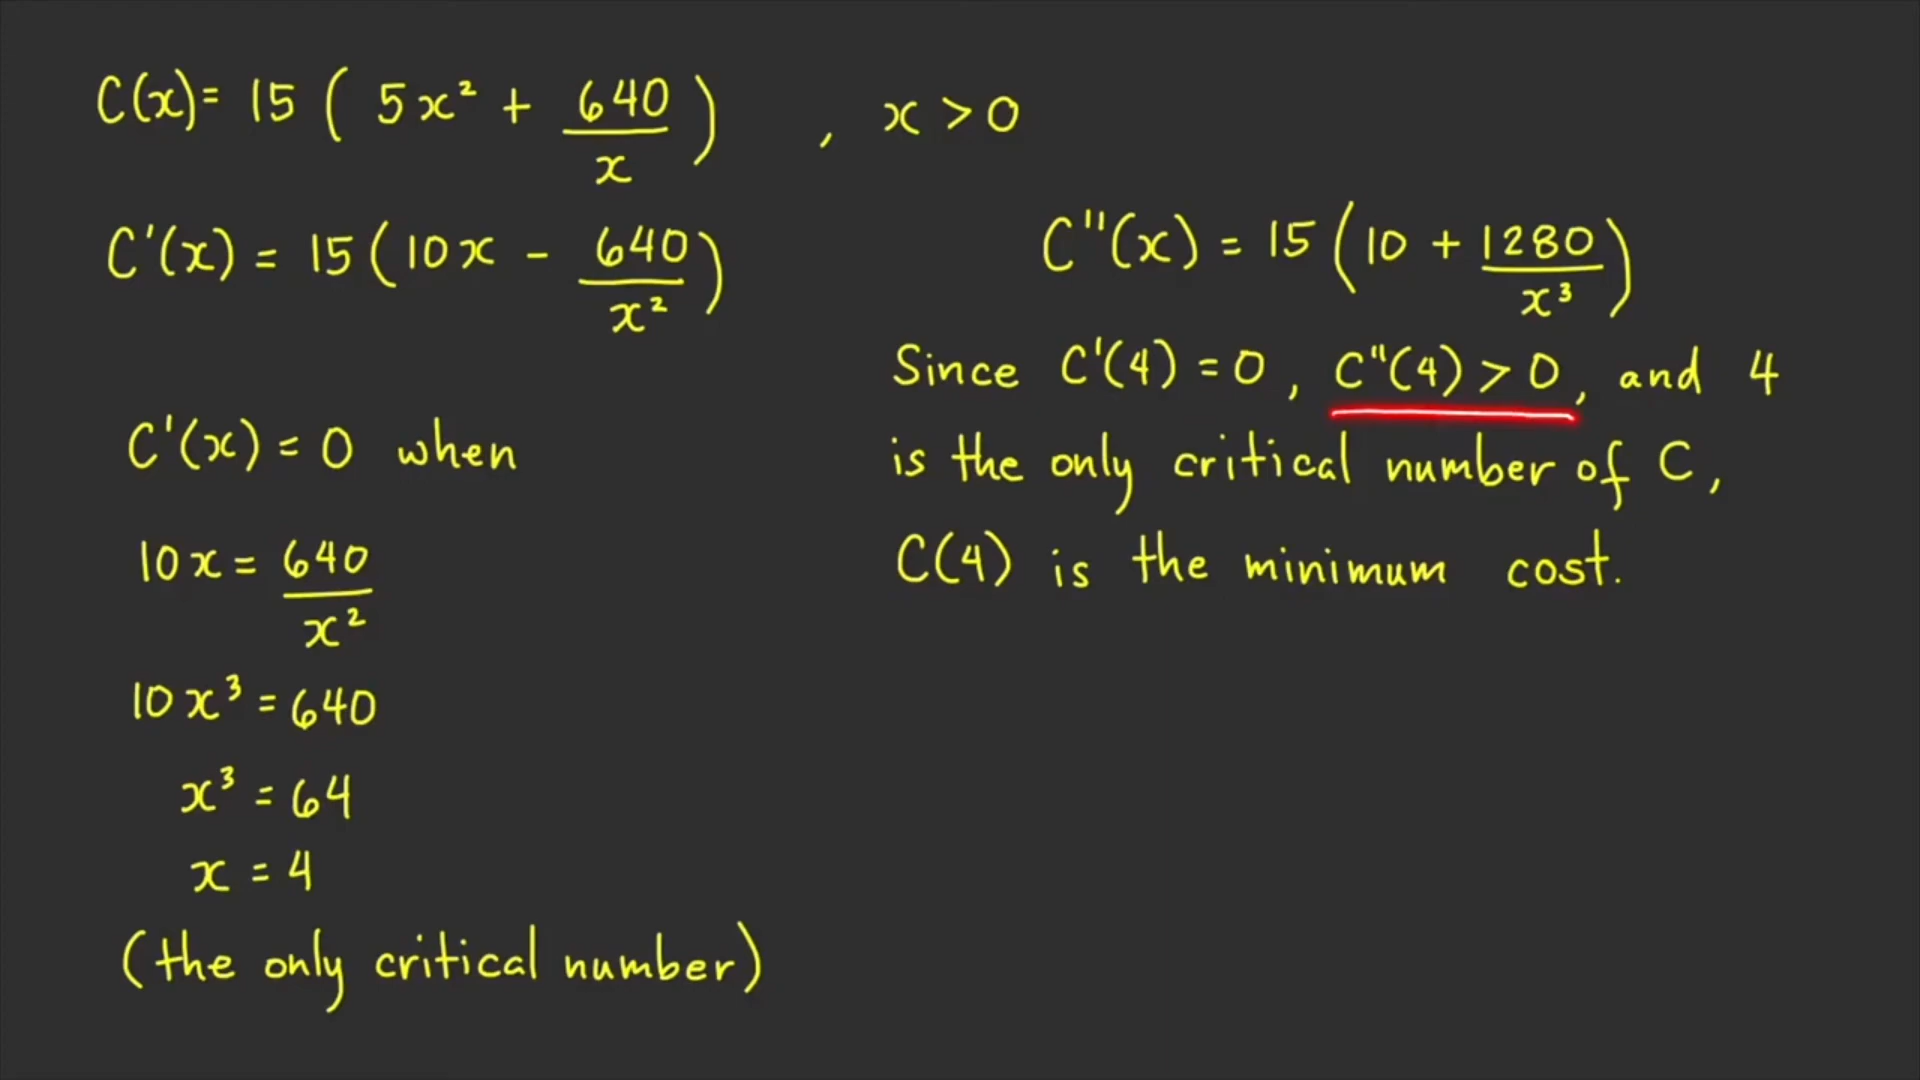 C(x) = 15 ( 5x² + 640/x ) , x > 0
C'(x) = 15 ( 10x - 640/x² )
C'(x) = 0 when
10x = 640/x²
10x³ = 640
x³ = 64
x = 4
(the only critical number)
C"(x) = 15 ( 10 + 1280/x³ )
Since C'(4) = 0, C"(4) > 0, and 4
is the only critical number of C,
C(4) is the minimum cost.